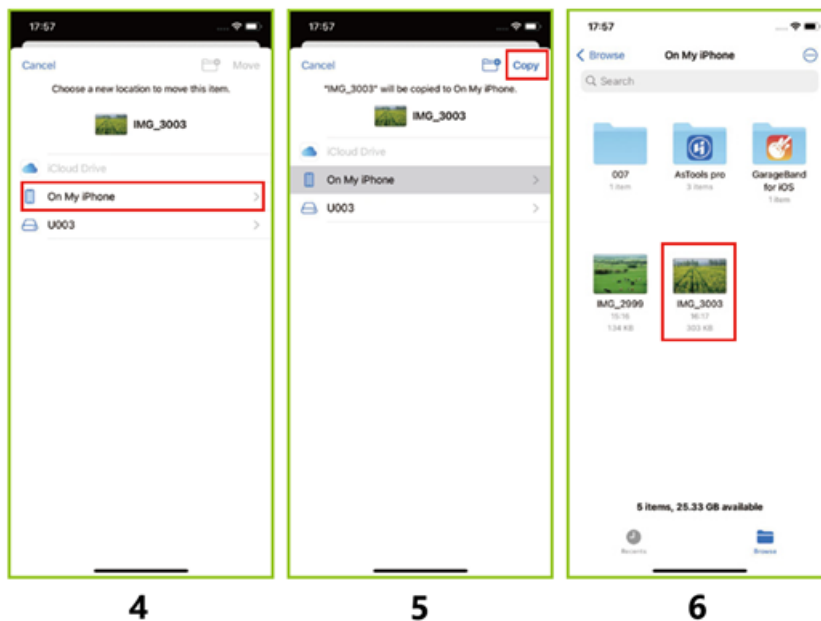 17:57
Cancel
Move
Choose a new location to move this item.
IMG_3003
iCloud Drive
On My iPhone
U003
4
17:57
Cancel
Copy
"IMG_3003" will be copied to On My iPhone.
IMG_3003
iCloud Drive
On My iPhone
U003
5
17:57
Browse
On My iPhone
Search
007
1 item
AsTools pro
3 items
GarageBand
for iOS
1 item
IMG_2999
15:16
134 KB
IMG_3003
16:17
303 KB
5 items, 25.33 GB available
Recents
Browse
6